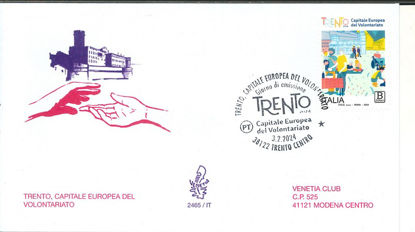 TRENTO Capitale Europea
del Volontariato
TRENTO, CAPITALE EUROPEA DEL VOLONTARIATO
Giorno di emissione
TRENTO
2024
PT Capitale Europea
del Volontariato
3.2.2024
38122 TRENTO CENTRO
ITALIA B
2465 / IT
TRENTO, CAPITALE EUROPEA DEL
VOLONTARIATO
VENETIA CLUB
C.P. 525
41121 MODENA CENTRO